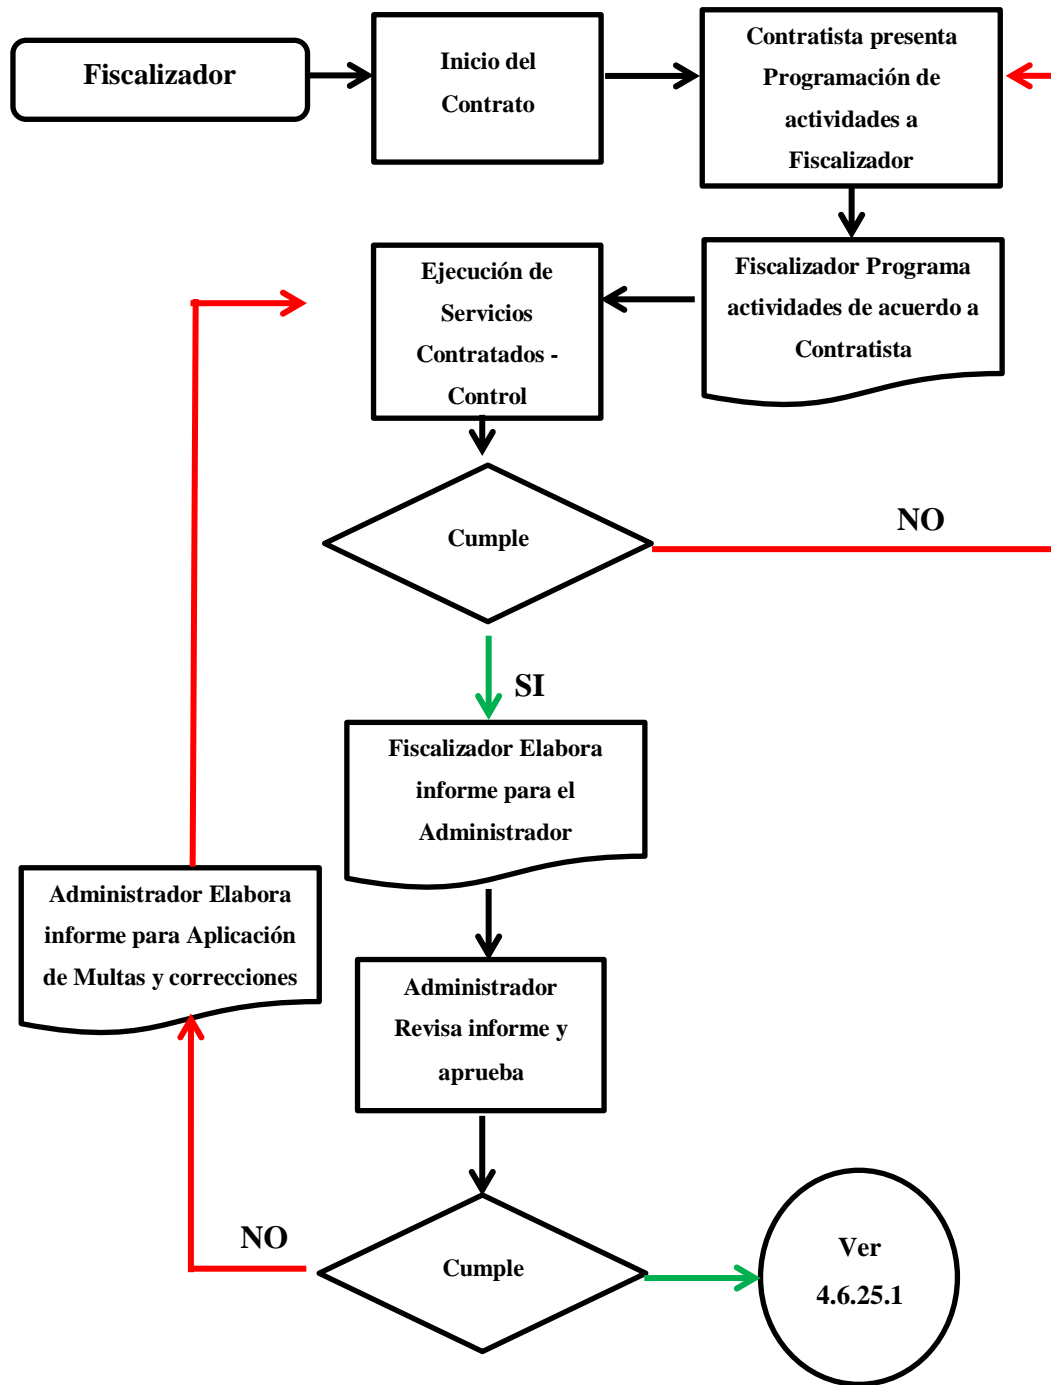 Fiscalizador
Inicio del
Contrato
Contratista presenta
Programación de
actividades a
Fiscalizador
Fiscalizador Programa
actividades de acuerdo a
Contratista
Ejecución de
Servicios
Contratados -
Control
Cumple
NO
SI
Fiscalizador Elabora
informe para el
Administrador
Administrador Elabora
informe para Aplicación
de Multas y correcciones
Administrador
Revisa informe y
aprueba
NO
Cumple
Ver
4.6.25.1